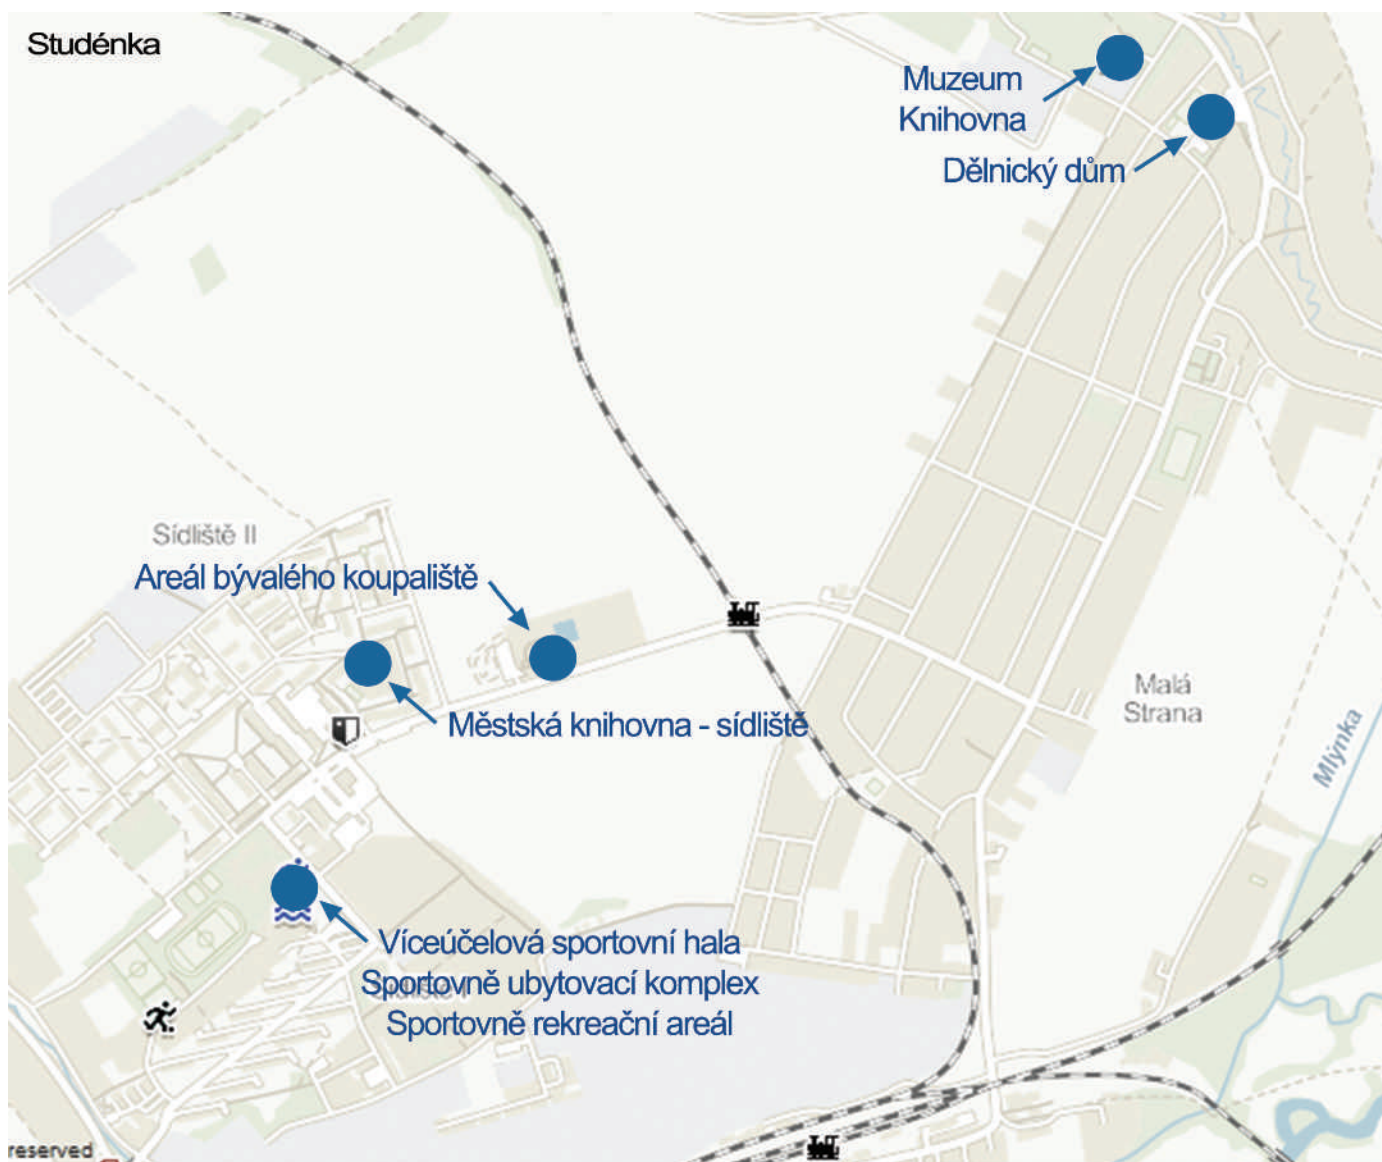 Studénka
Muzeum
Knihovna
Dělnický dům
Sídliště II
Areál bývalého koupaliště
Městská knihovna - sídliště
Malá
Strana
Mlýnka
Víceúčelová sportovní hala
Sportovně ubytovací komplex
Sportovně rekreační areál
reserved